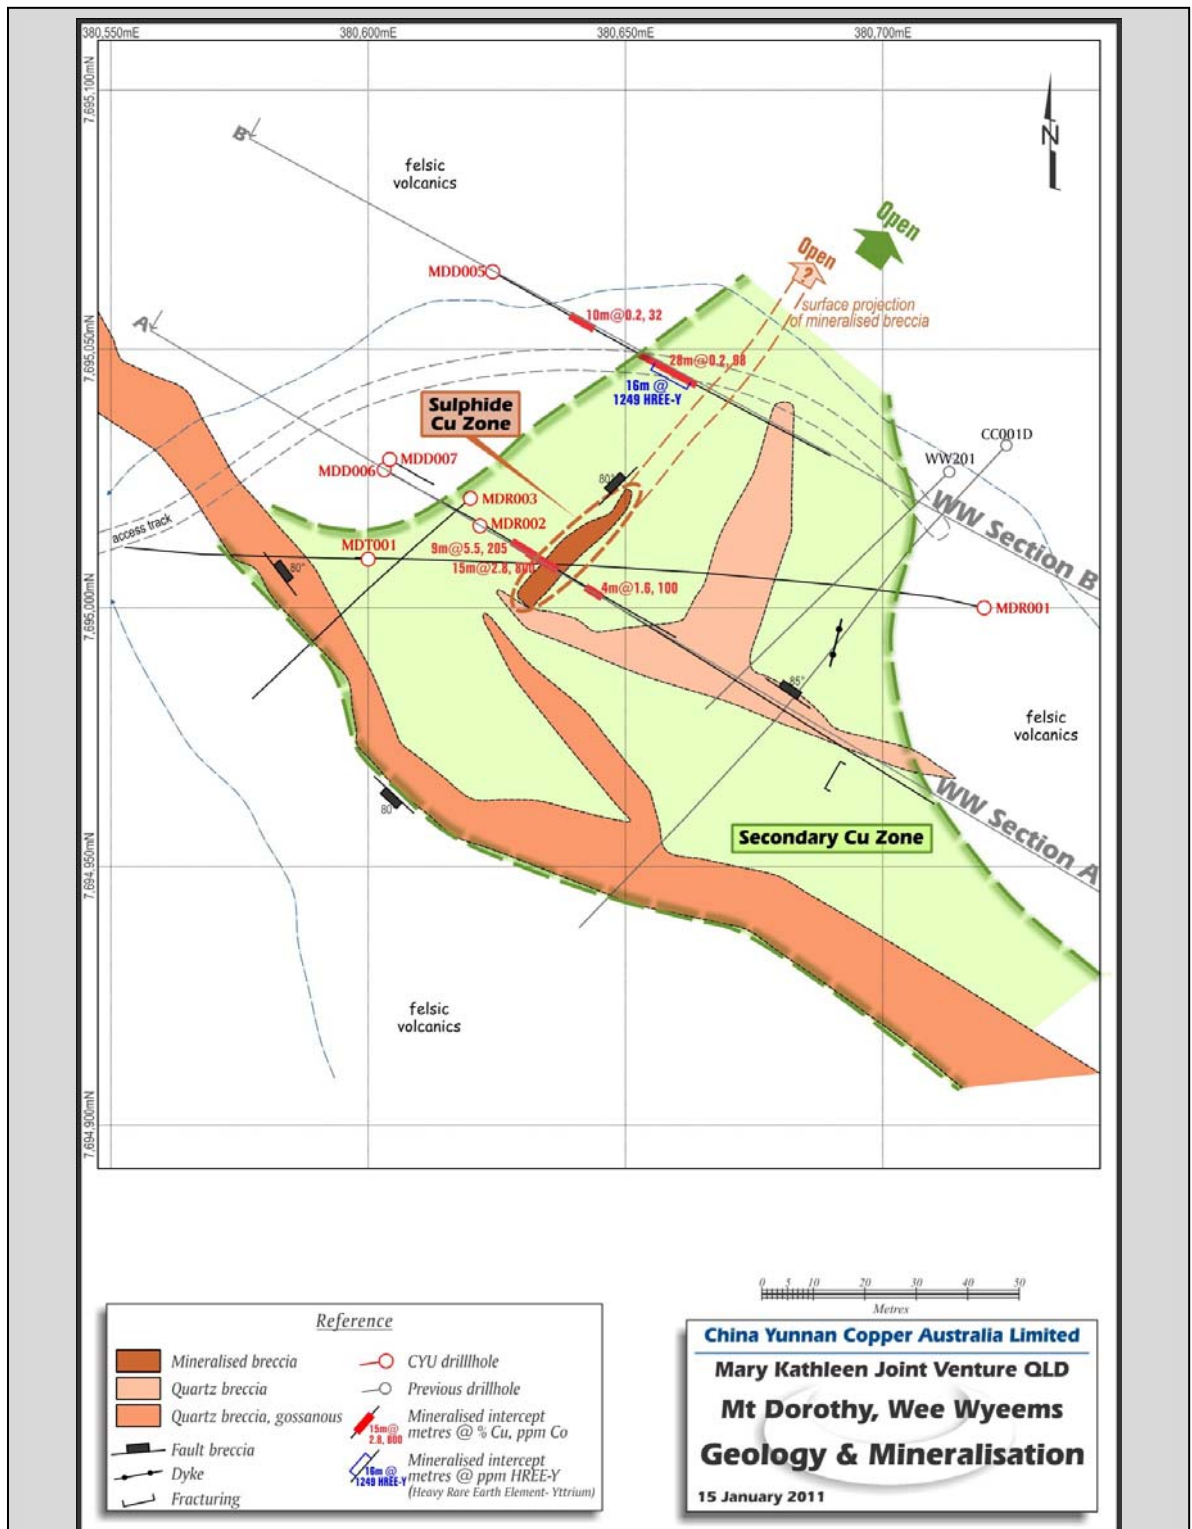 380,550mE
380,600mE
380,650mE
380,700mE
7,695,100mN
7,695,050mN
7,695,000mN
7,694,950mN
7,694,900mN
N
B
felsic
volcanics
Open
Open
?
surface projection
of mineralised breccia
MDD005
10m@0.2, 32
A
28m@0.2, 98
16m @
1249 HREE-Y
Sulphide
Cu Zone
CC001D
WW201
MDD007
MDD006
80°
MDR003
WW Section B
MDR002
access track
MDT001
9m@5.5, 205
15m@2.8, 800
80°
4m@1.6, 100
MDR001
85°
felsic
volcanics
WW Section A
80
Secondary Cu Zone
felsic
volcanics
0 5 10 20 30 40 50
Metres
Reference
Mineralised breccia
Quartz breccia
Quartz breccia, gossanous
Fault breccia
Dyke
Fracturing
CYU drilllhole
Previous drillhole
15m@
2.8, 800
Mineralised intercept
metres @ % Cu, ppm Co
16m @
1249 HREE-Y
Mineralised intercept
metres @ ppm HREE-Y
(Heavy Rare Earth Element- Yttrium)
China Yunnan Copper Australia Limited
Mary Kathleen Joint Venture QLD
Mt Dorothy, Wee Wyeems
Geology & Mineralisation
15 January 2011